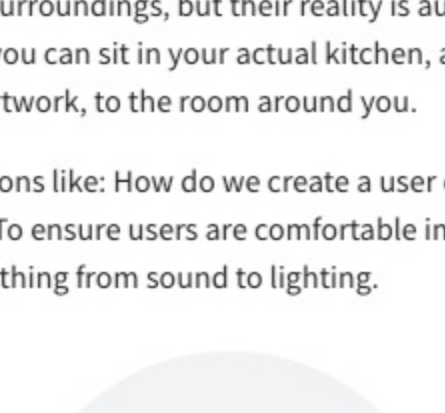 urroundings, but their reality is au
you can sit in your actual kitchen, a
twork, to the room around you.
ons like: How do we create a user
To ensure users are comfortable in
thing from sound to lighting.